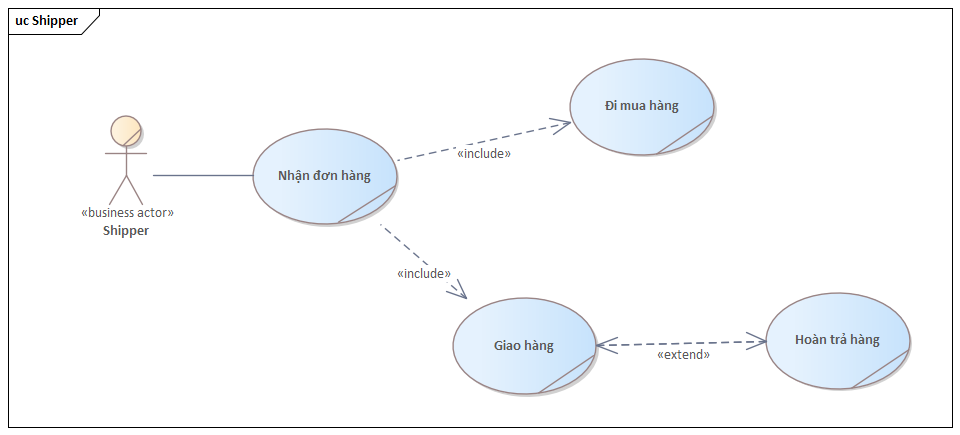 uc Shipper
Đi mua hàng
«include»
Nhận đơn hàng
«business actor»
Shipper
«include»
Giao hàng
«extend»
Hoàn trả hàng